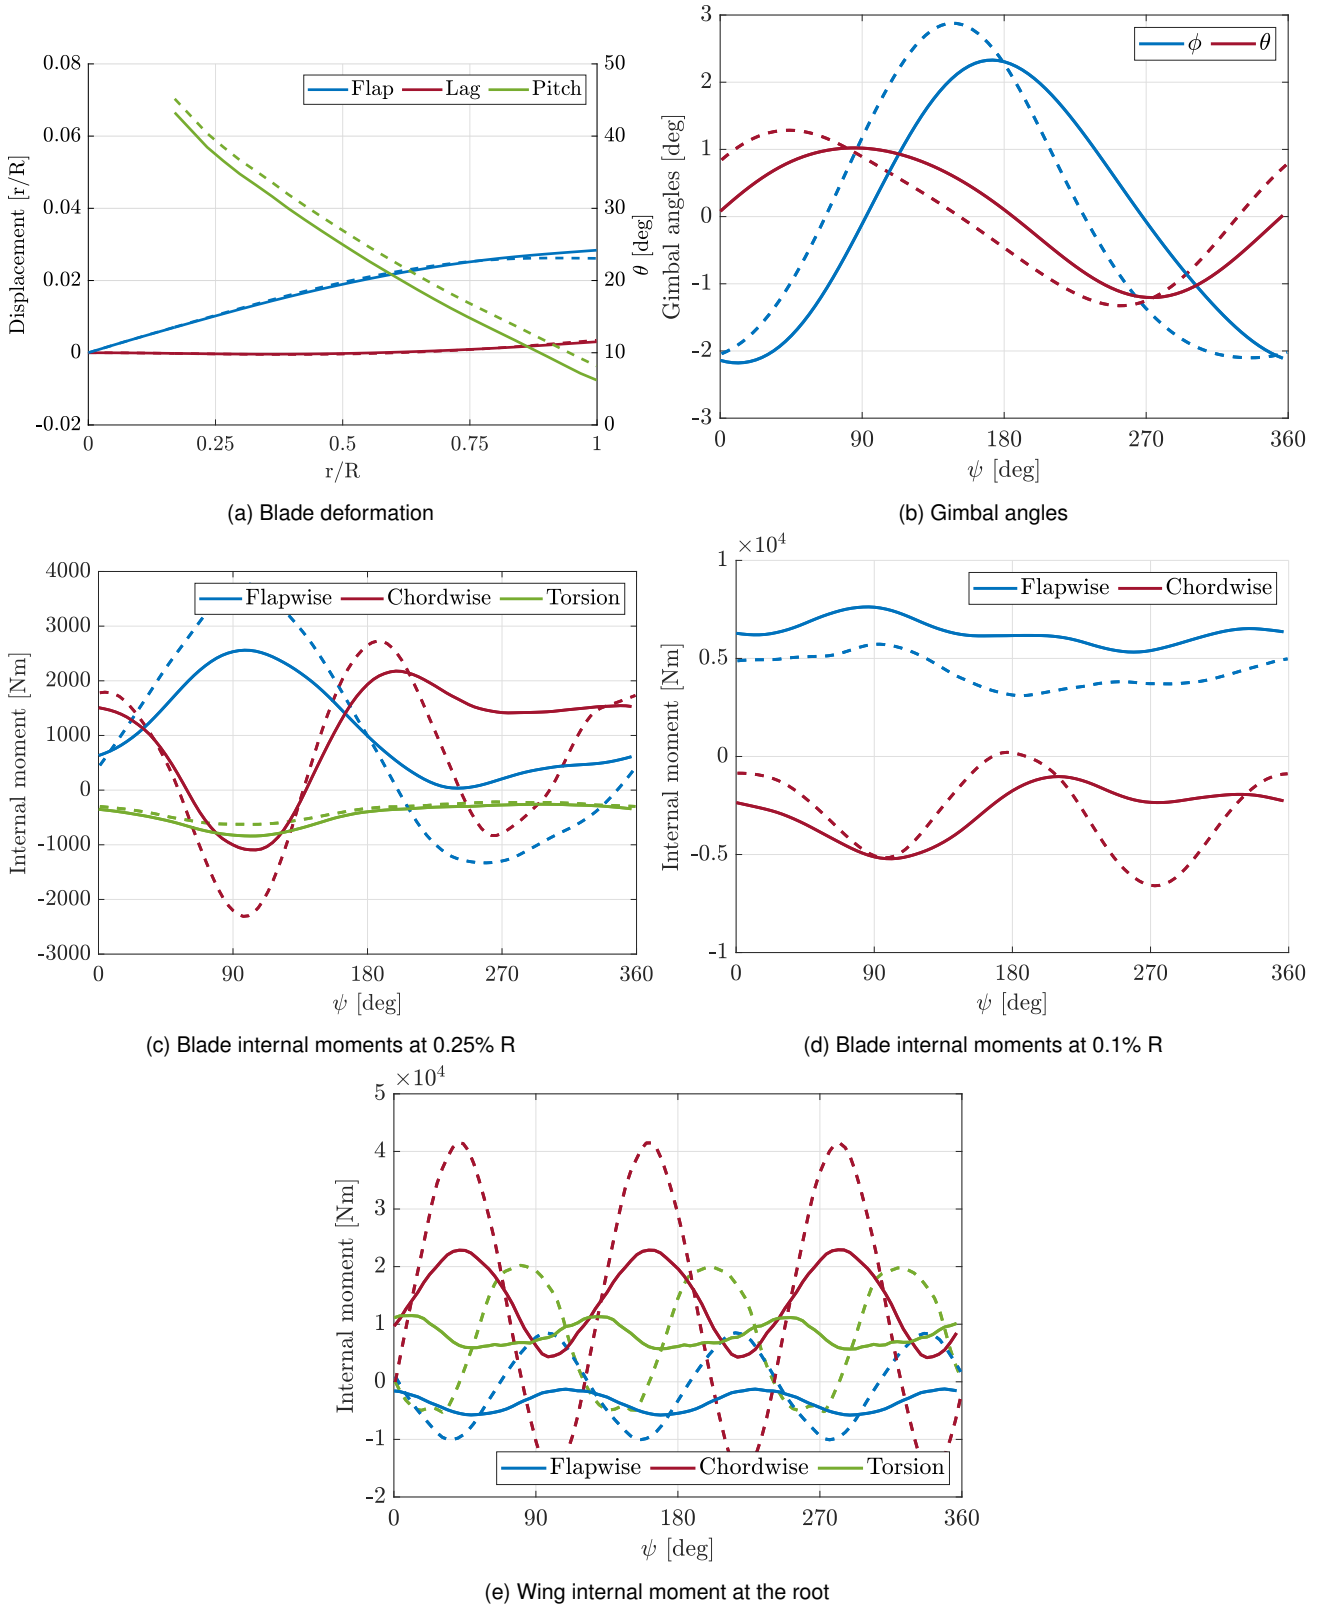 Flap Lag Pitch
0.08
0.06
0.04
0.02
0
-0.02
Displacement [r/R]
50
40
30
20
10
0
θ [deg]
0 0.25 0.5 0.75 1
r/R
(a) Blade deformation
ϕ θ
3
2
1
0
-1
-2
-3
Gimbal angles [deg]
0 90 180 270 360
ψ [deg]
(b) Gimbal angles
Flapwise Chordwise Torsion
4000
3000
2000
1000
0
-1000
-2000
-3000
Internal moment [Nm]
0 90 180 270 360
ψ [deg]
(c) Blade internal moments at 0.25% R
×10⁴
Flapwise Chordwise
1
0.5
0
-0.5
-1
Internal moment [Nm]
0 90 180 270 360
ψ [deg]
(d) Blade internal moments at 0.1% R
×10⁴
5
4
3
2
1
0
-1
-2
Internal moment [Nm]
Flapwise Chordwise Torsion
0 90 180 270 360
ψ [deg]
(e) Wing internal moment at the root